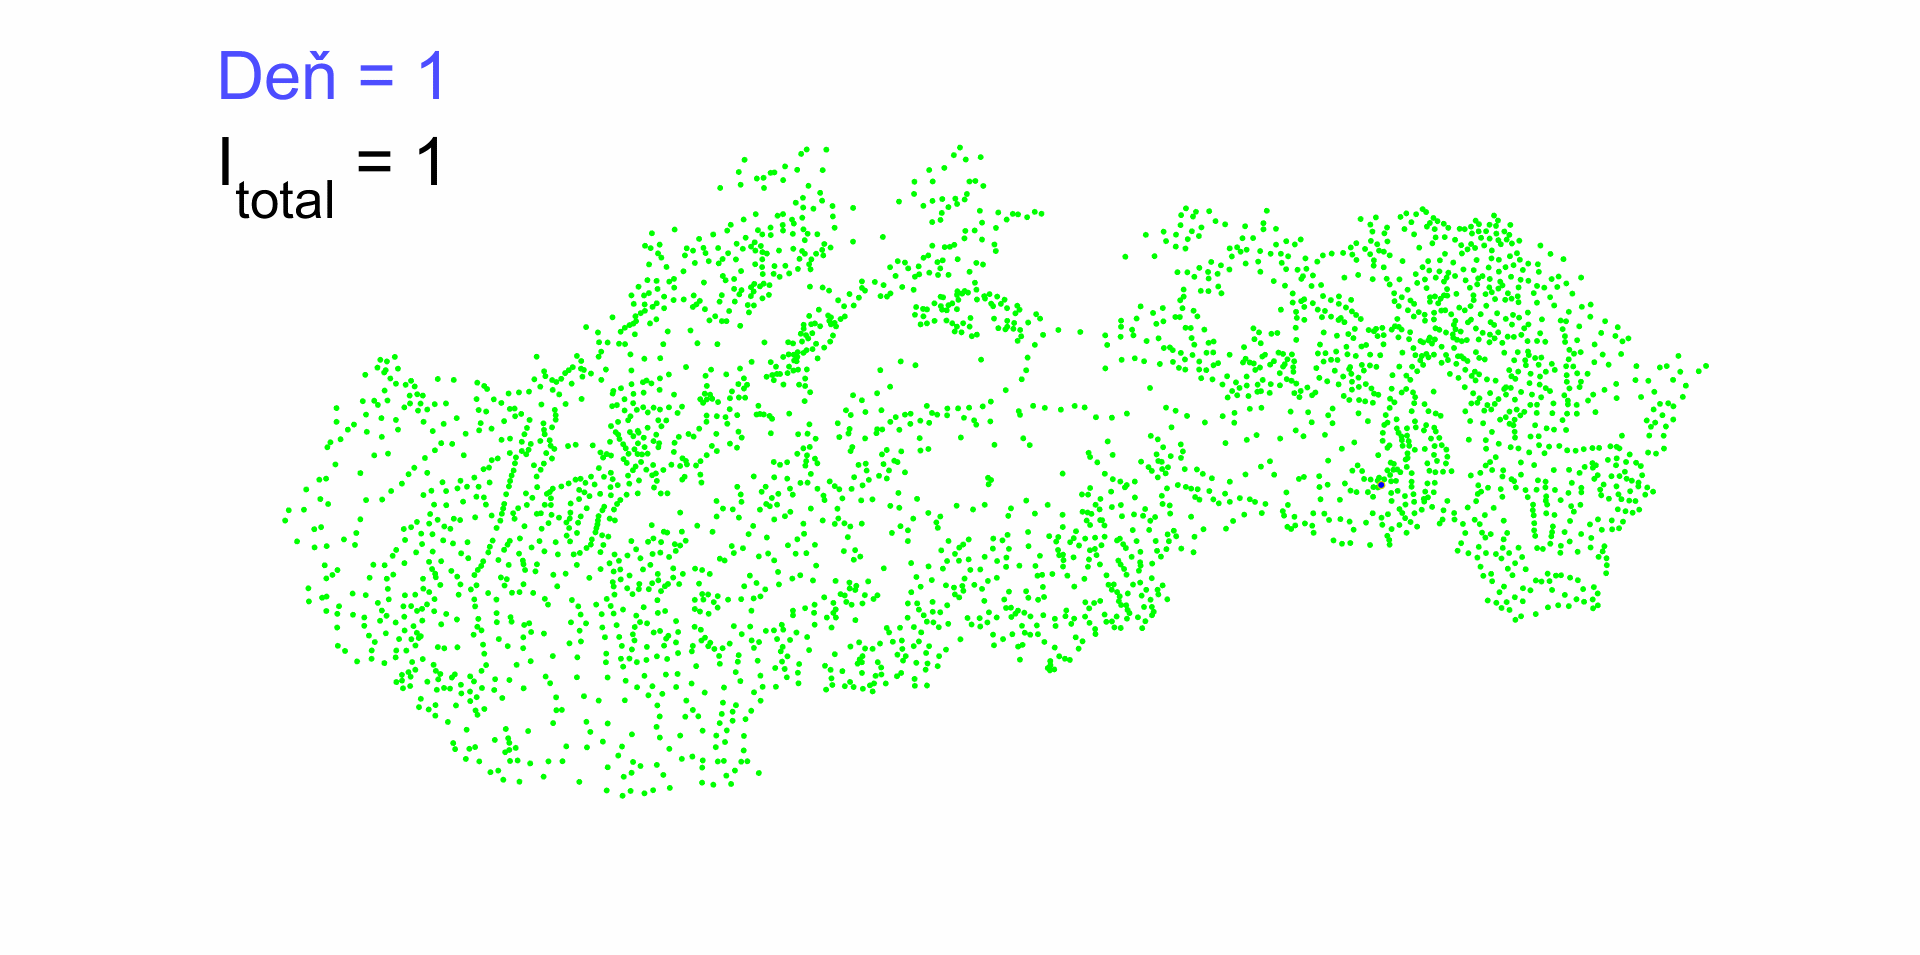 Deň = 1
I_total = 1